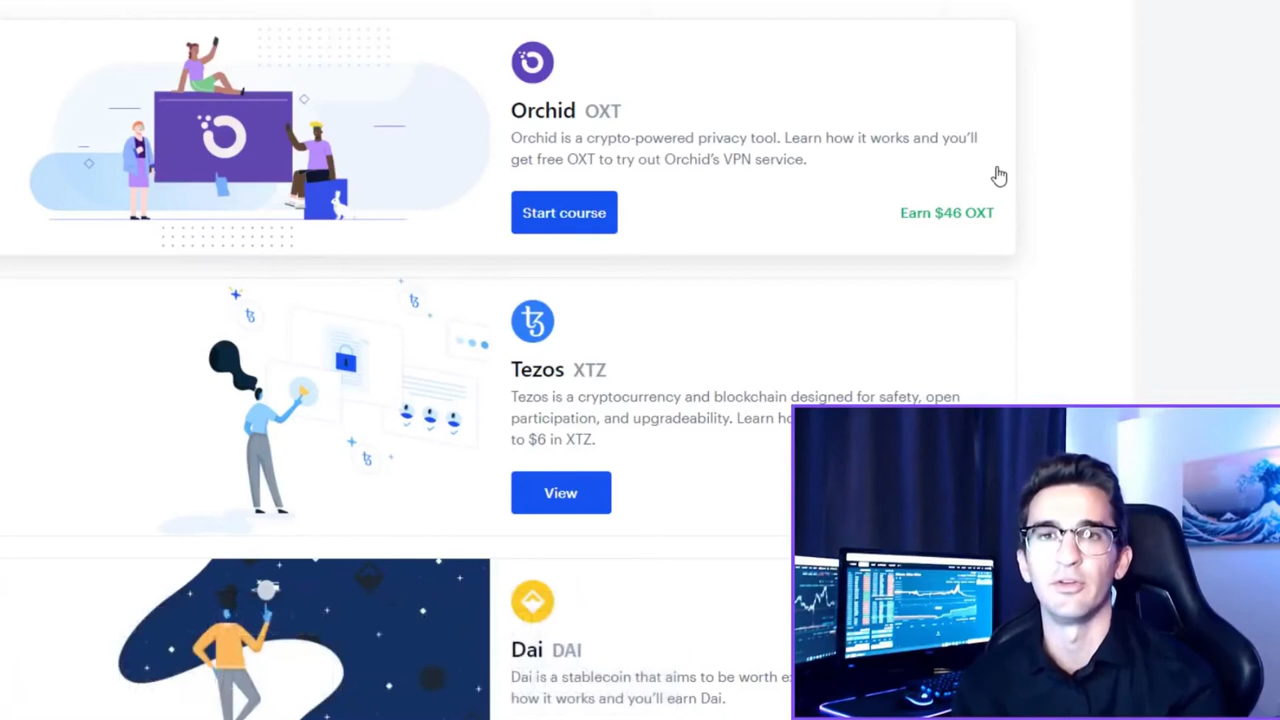 Orchid OXT
Orchid is a crypto-powered privacy tool. Learn how it works and you'll
get free OXT to try out Orchid's VPN service.
Start course
Earn $46 OXT
Tezos XTZ
Tezos is a cryptocurrency and blockchain designed for safety, open
participation, and upgradeability. Learn
to $6 in XTZ.
View
Dai DAI
Dai is a stablecoin that aims to be worth
how it works and you'll earn Dai.